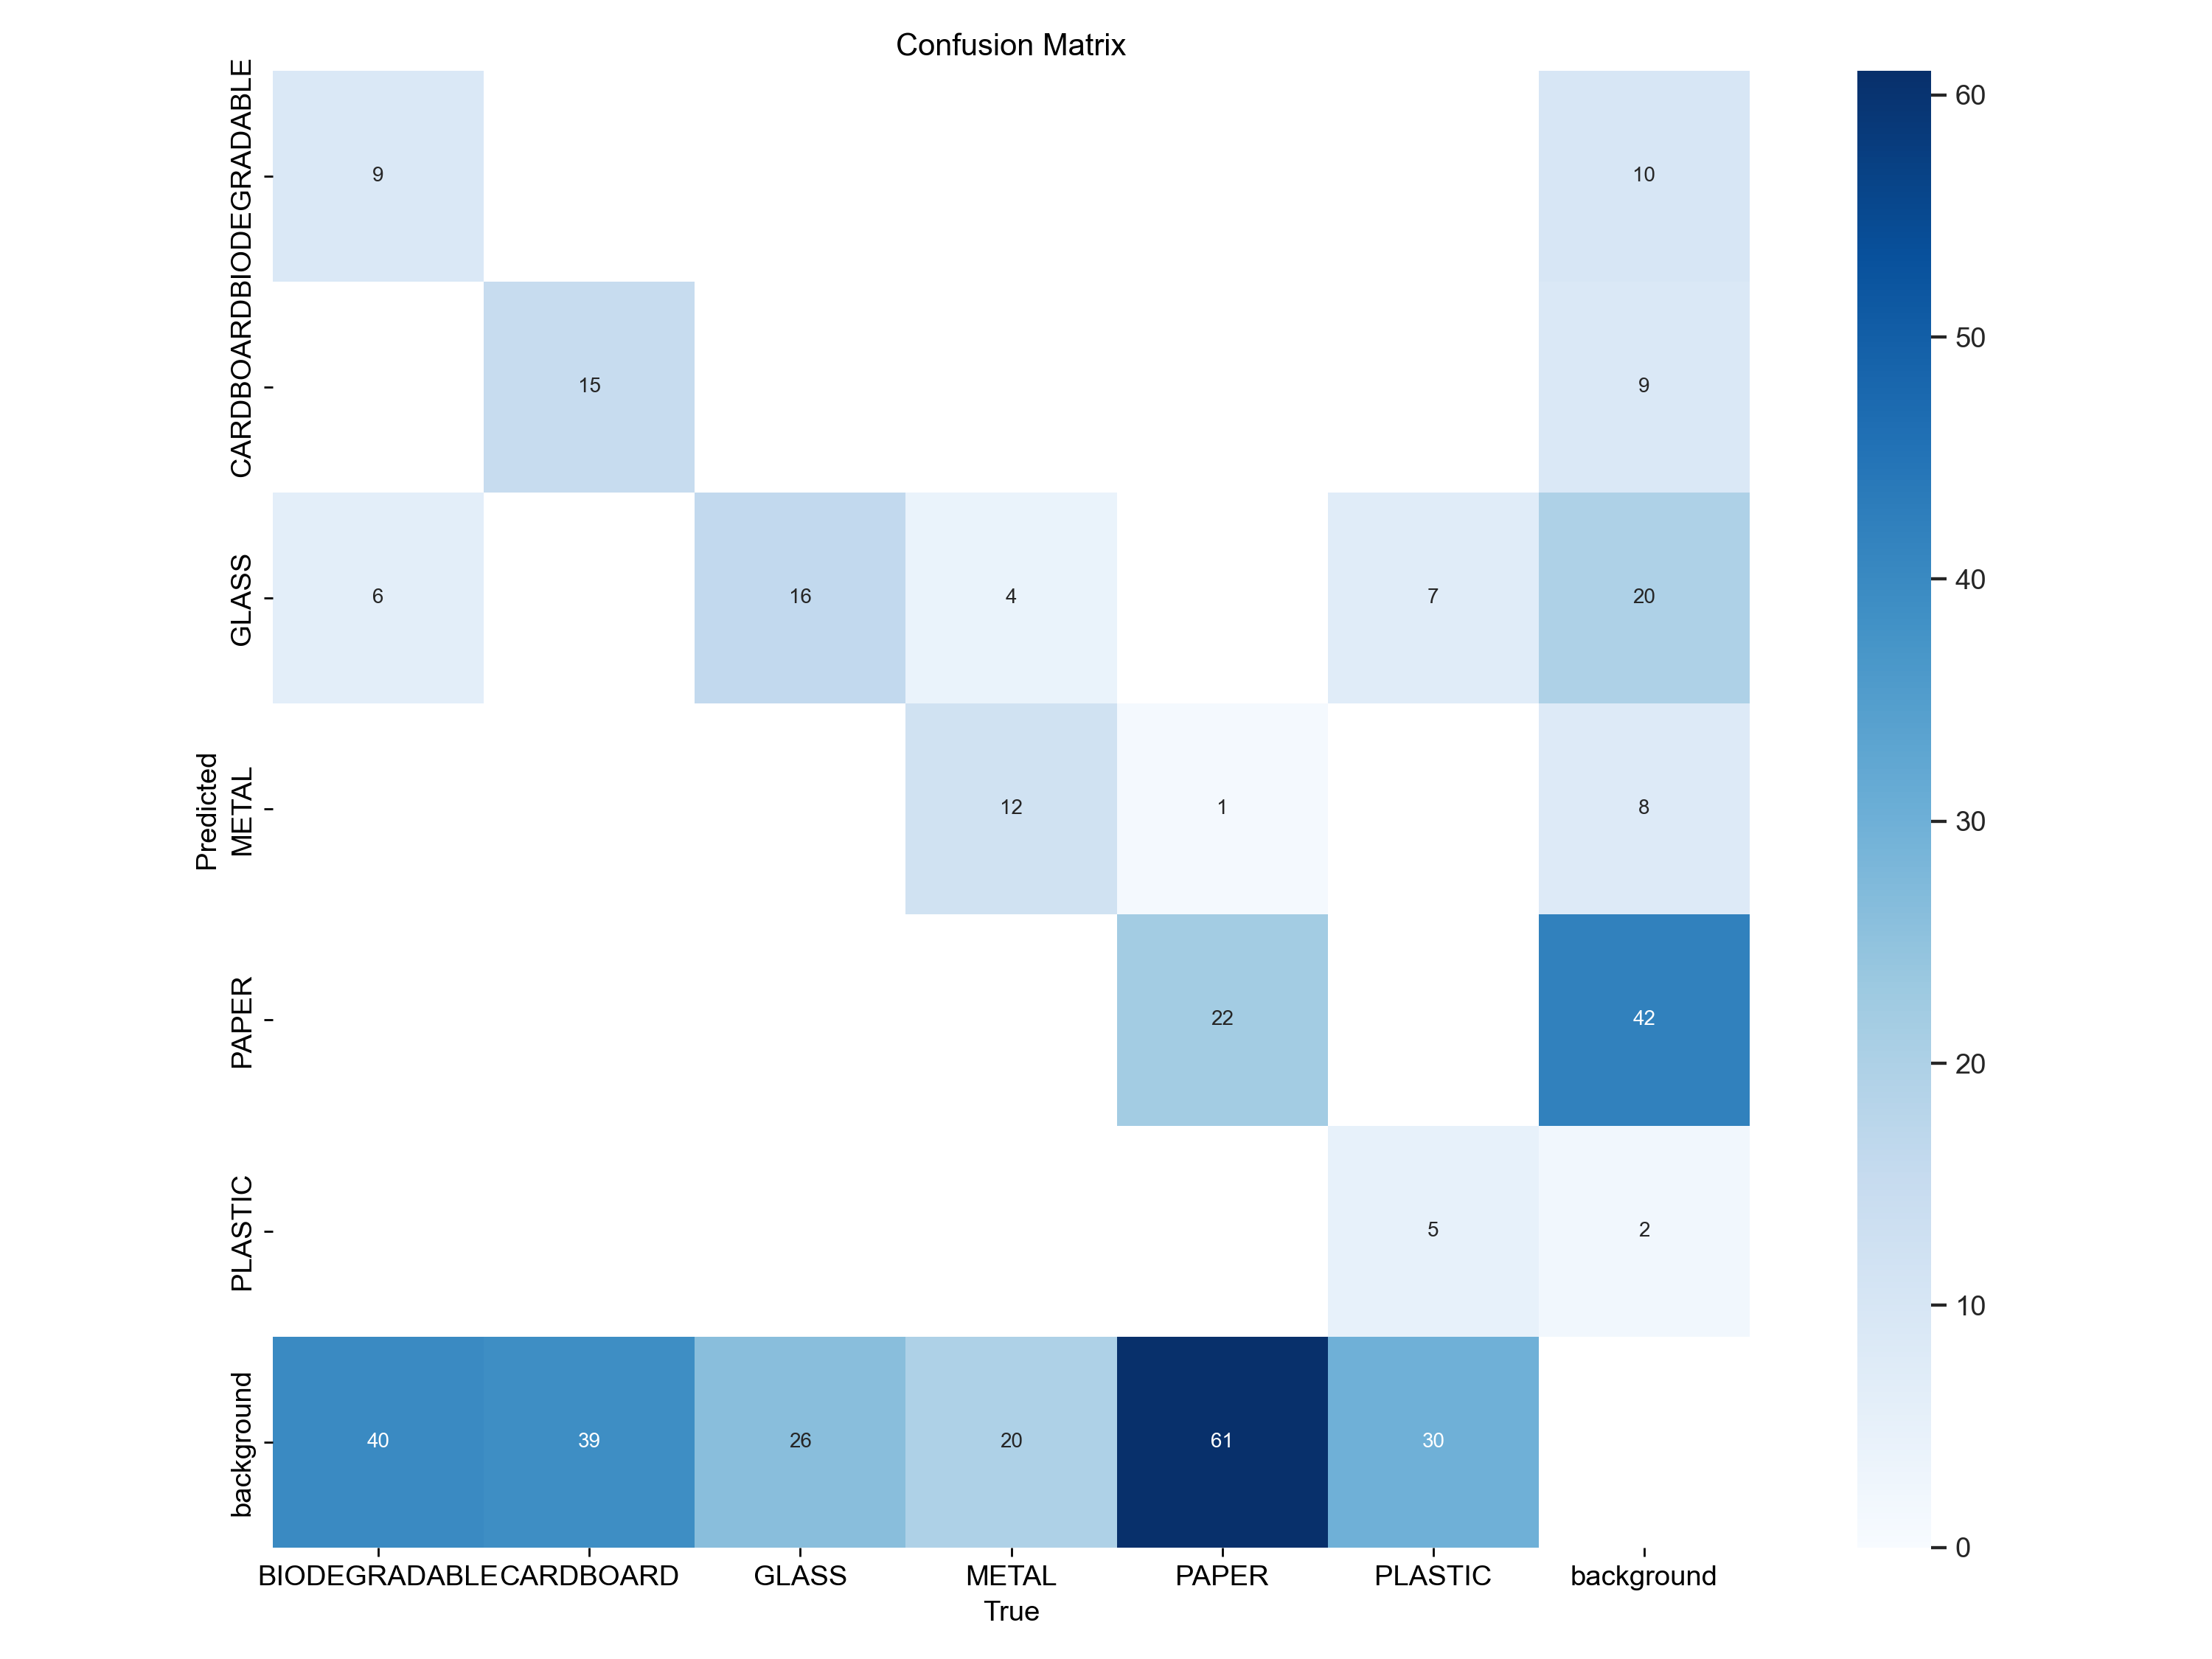 Confusion Matrix
BIODEGRADABLE
9
10
60
CARDBOARD
15
9
50
GLASS
6
16
4
7
20
40
Predicted
METAL
12
1
8
30
PAPER
22
42
20
PLASTIC
5
2
10
background
40
39
26
20
61
30
0
BIODEGRADABLE
CARDBOARD
GLASS
METAL
PAPER
PLASTIC
background
True